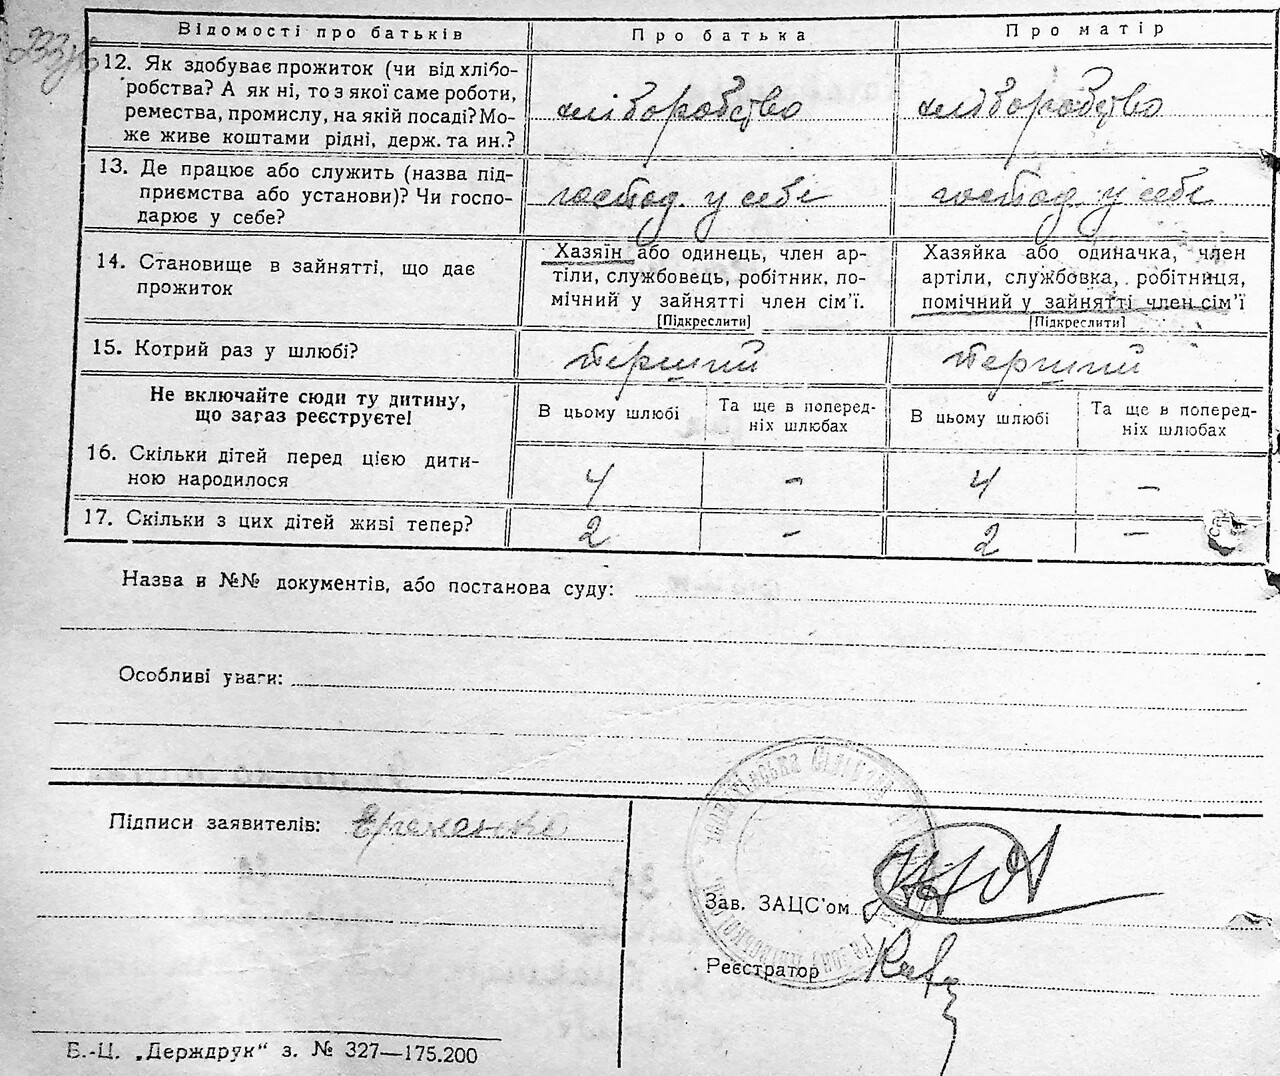 Відомості про батьків
Про батька
Про матір
12. Як здобуває прожиток (чи від хлібо-
робства? А як ні, то з якої саме роботи,
ремества, промислу, на якій посаді? Мо-
же живе коштами рідні, держ. та ин.?
хліборобство
хліборобство
13. Де працює або служить (назва під-
приємства або установи)? Чи госпо-
дарює у себе?
господ. у себе
господ. у себе
14. Становище в зайнятті, що дає
прожиток
Хазяїн або одинець, член ар-
тіли, службовець, робітник, по-
мічний у зайнятті член сім'ї.
[Підкреслити]
Хазяйка або одиначка, член
артіли, службовка, робітниця,
помічний у зайнятті член сім'ї
[Підкреслити]
15. Котрий раз у шлюбі?
перший
перший
Не включайте сюди ту дитину,
що зараз реєструєте!
В цьому шлюбі
Та ще в поперед-
ніх шлюбах
В цьому шлюбі
Та ще в поперед-
ніх шлюбах
16. Скільки дітей перед цією дити-
ною народилося
4
-
4
-
17. Скільки з цих дітей живі тепер?
2
-
2
-
Назва и №№ документів, або постанова суду:
Особливі уваги:
Підписи заявителів:
Зав. ЗАЦС'ом
Реєстратор
Б.-Ц. „Держдрук" з. № 327—175.200